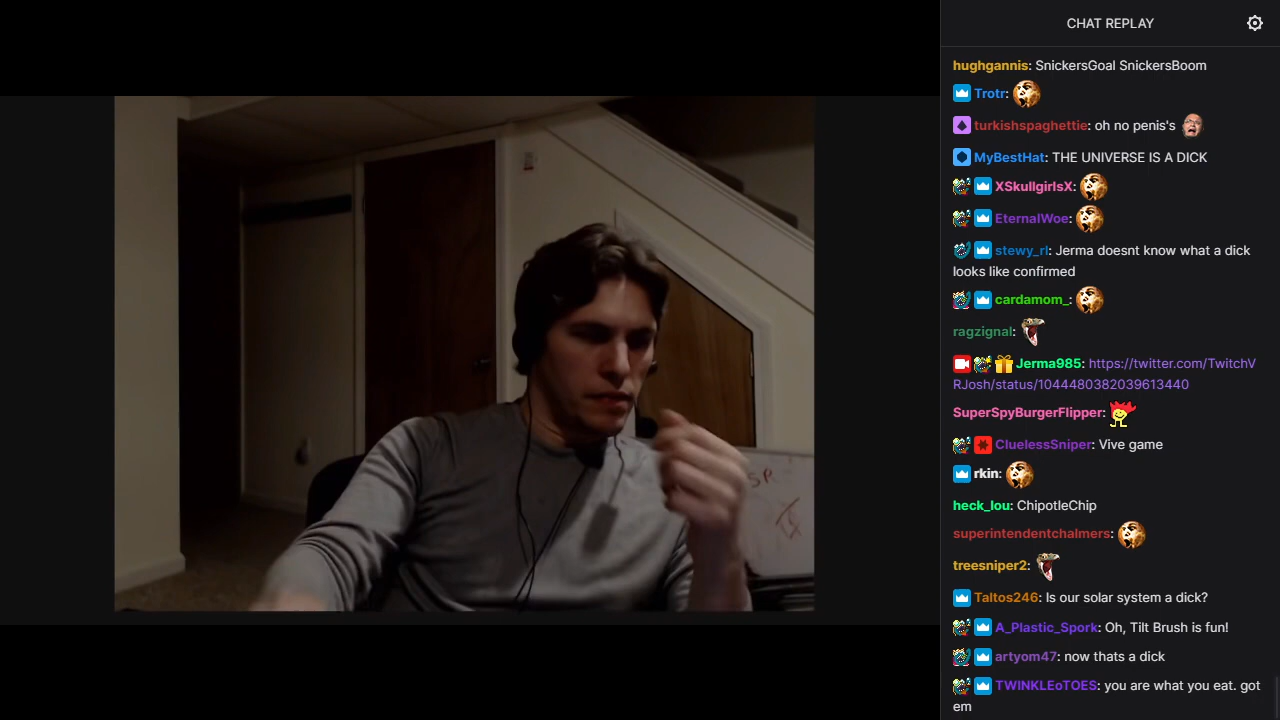 CHAT REPLAY
hughgannis: SnickersGoal SnickersBoom
Trotr:
turkishspaghettie: oh no penis's
MyBestHat: THE UNIVERSE IS A DICK
XSkullgirlsX:
EternalWoe:
stewy_rl: Jerma doesnt know what a dick
looks like confirmed
cardamom_:
ragzignal:
Jerma985: https://twitter.com/TwitchV
RJosh/status/1044480382039613440
SuperSpyBurgerFlipper:
CluelessSniper: Vive game
rkin:
heck_lou: ChipotleChip
superintendentchalmers:
treesniper2:
Taltos246: Is our solar system a dick?
A_Plastic_Spork: Oh, Tilt Brush is fun!
artyom47: now thats a dick
TWINKLEoTOES: you are what you eat. got
em